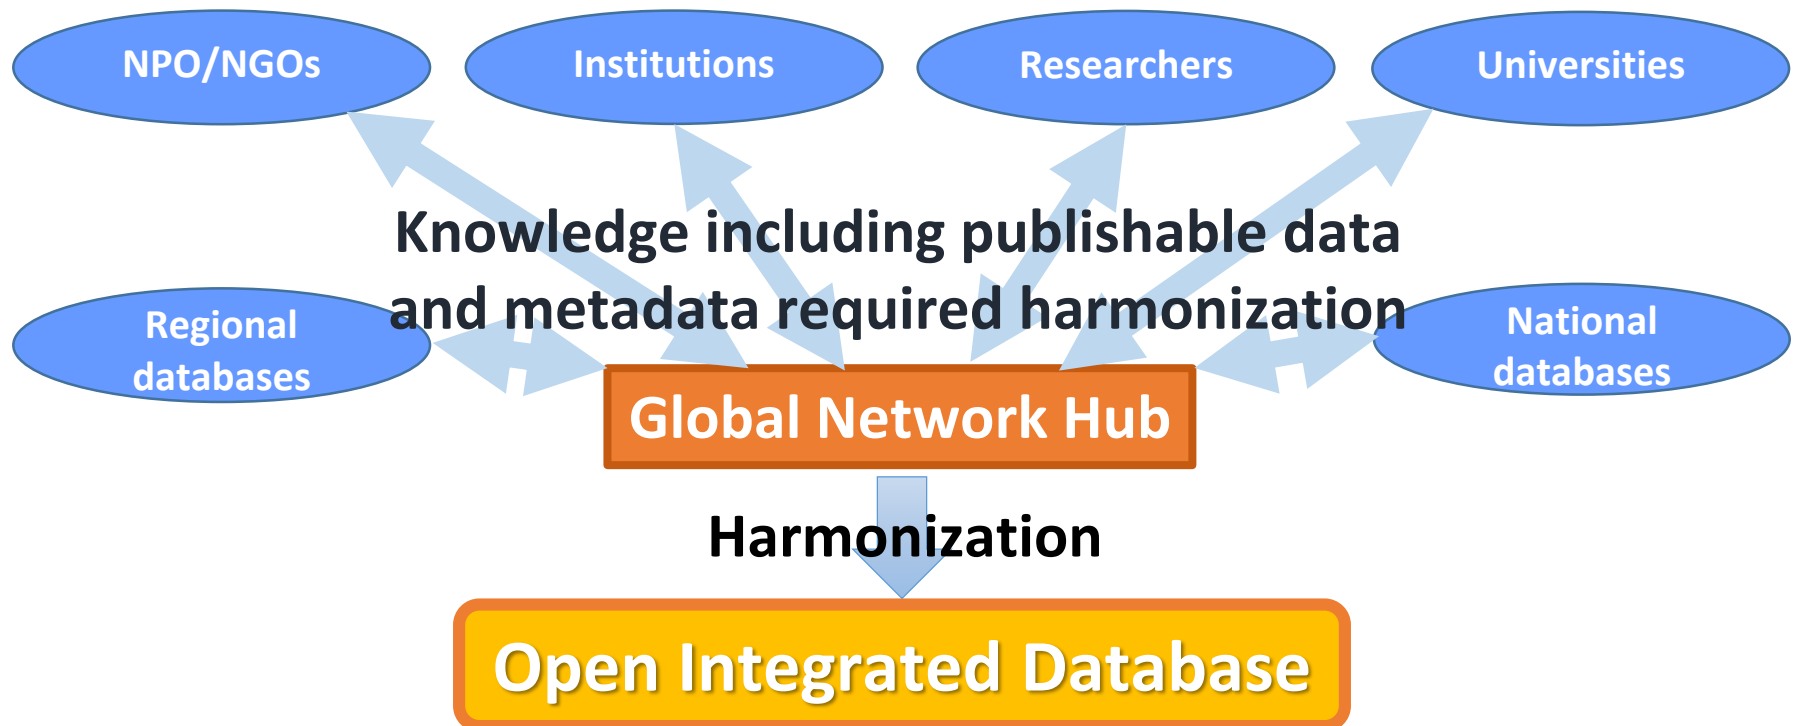 NPO/NGOs
Institutions
Researchers
Universities
Knowledge including publishable data
and metadata required harmonization
Regional
databases
National
databases
Global Network Hub
Harmonization
Open Integrated Database